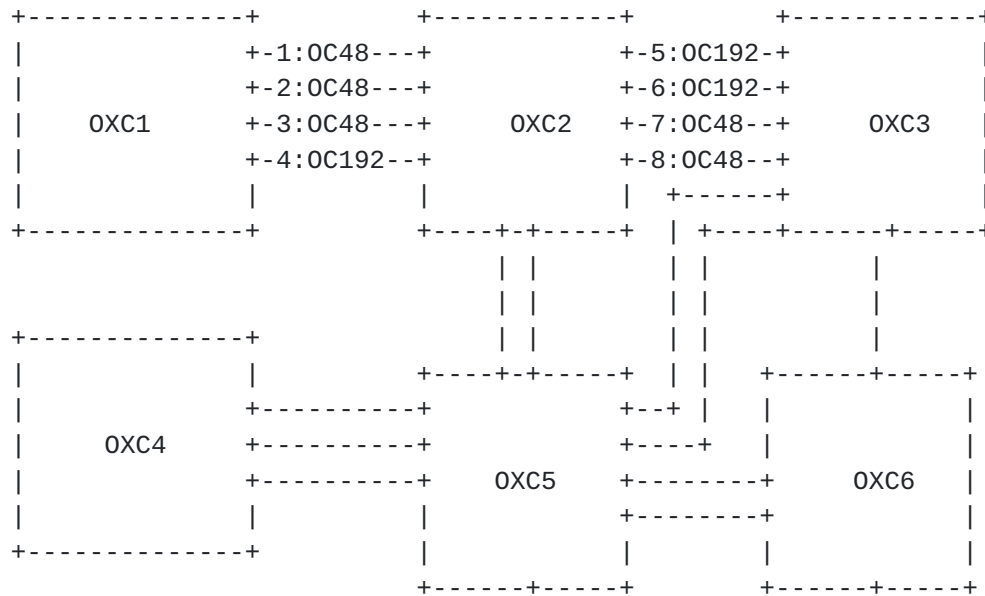 +--------------+          +------------+         +------------+
|              +-1:OC48---+            +-5:OC192-+            |
|              +-2:OC48---+            +-6:OC192-+            |
|    OXC1      +-3:OC48---+     OXC2   +-7:OC48--+     OXC3   |
|              +-4:OC192--+            +-8:OC48--+            |
|              |          |            |  +------+            |
+--------------+          +----+-+-----+  | +----+------+-----+
                               | |        | |          |
                               | |        | |          |
+--------------+               | |        | |          |
|              |          +----+-+-----+  | |   +------+-----+
|              +----------+            +--+ |   |            |
|     OXC4     +----------+            +----+   |            |
|              +----------+    OXC5    +--------+     OXC6   |
|              |          |            +--------+            |
+--------------+          |            |        |            |
                          +------+-----+        +------+-----+